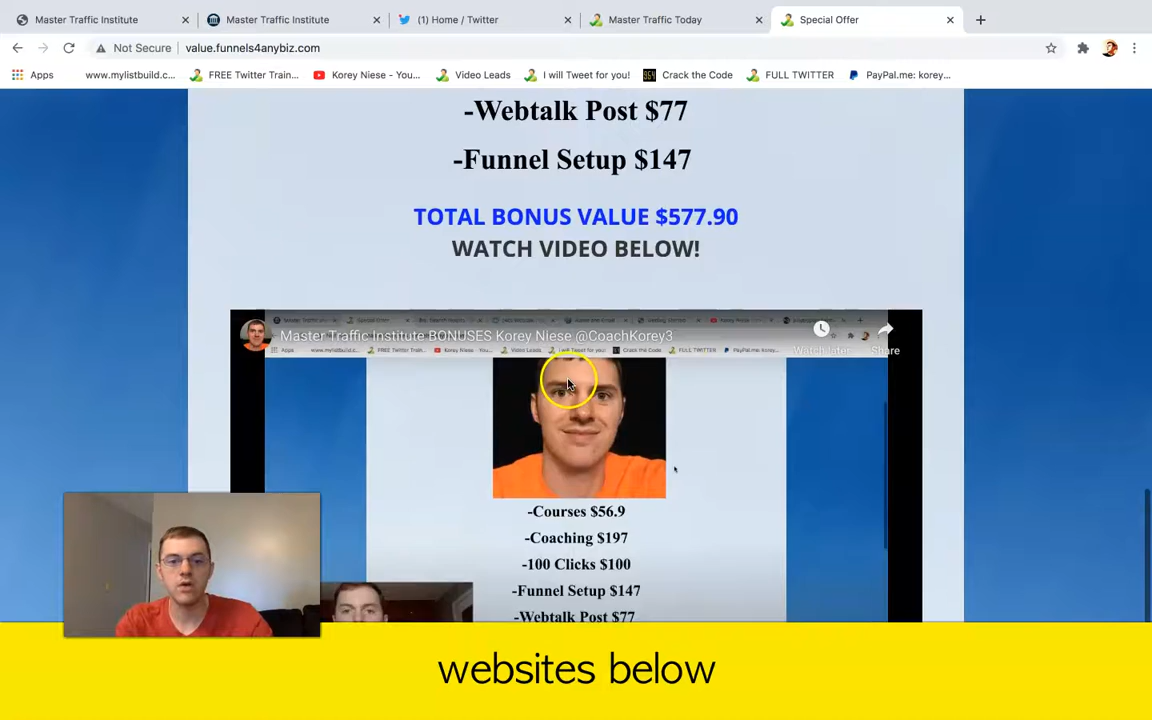 Master Traffic Institute
Master Traffic Institute
(1) Home / Twitter
Master Traffic Today
Special Offer
Not Secure
value.funnels4anybiz.com
Apps
www.mylistbuild.c...
FREE Twitter Train...
Korey Niese - You...
Video Leads
I will Tweet for you!
Crack the Code
FULL TWITTER
PayPal.me: korey...
-Webtalk Post $77
-Funnel Setup $147
TOTAL BONUS VALUE $577.90
WATCH VIDEO BELOW!
Master Traffic Institute BONUSES Korey Niese @CoachKorey3
Watch later
Share
-Courses $56.9
-Coaching $197
-100 Clicks $100
-Funnel Setup $147
-Webtalk Post $77
websites below